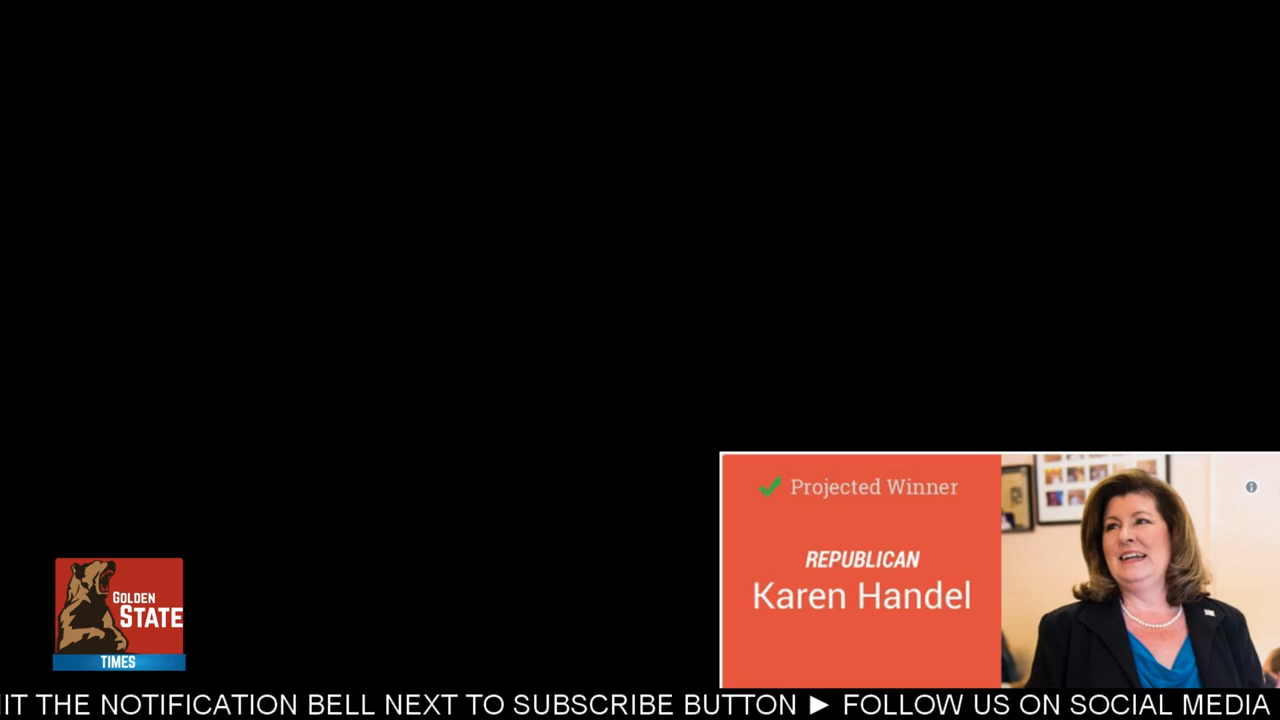 Projected Winner
REPUBLICAN
Karen Handel
GOLDEN
STATE
TIMES
IT THE NOTIFICATION BELL NEXT TO SUBSCRIBE BUTTON ► FOLLOW US ON SOCIAL MEDIA